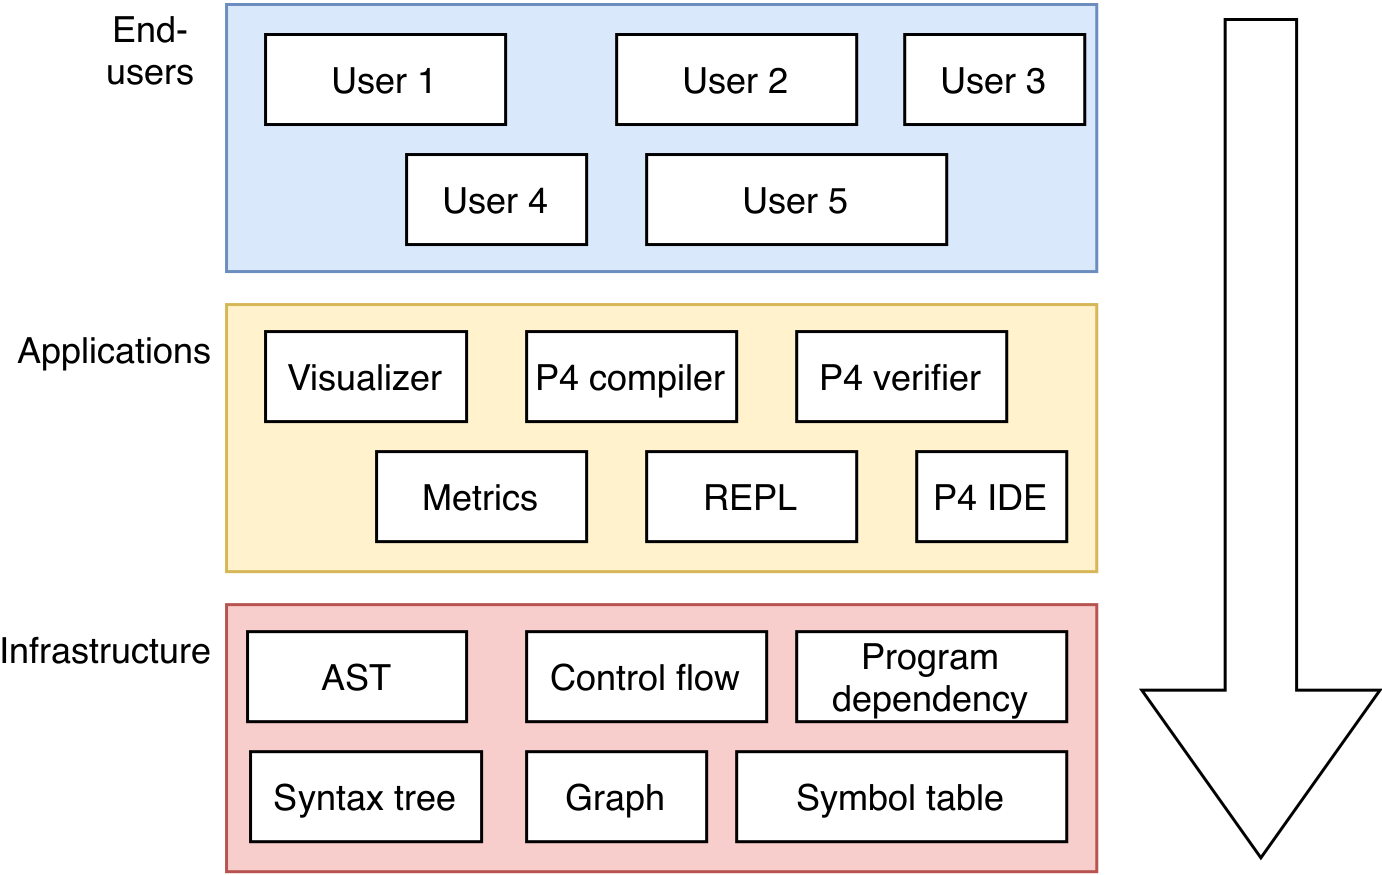 End-
users
User 1
User 2
User 3
User 4
User 5
Applications
Visualizer
P4 compiler
P4 verifier
Metrics
REPL
P4 IDE
Infrastructure
AST
Control flow
Program
dependency
Syntax tree
Graph
Symbol table